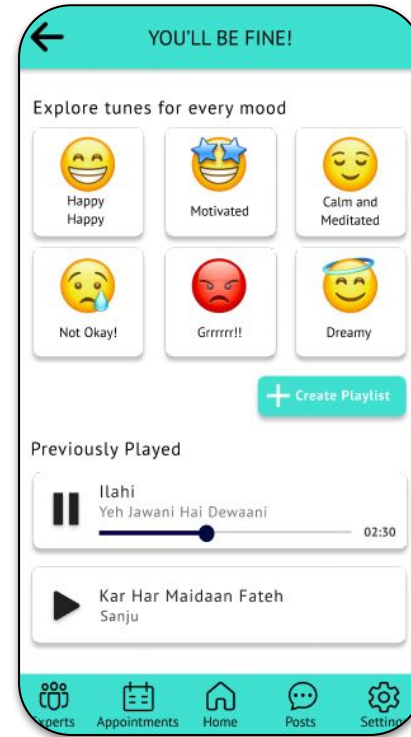 YOU'LL BE FINE!
Explore tunes for every mood
Happy
Happy
Motivated
Calm and
Meditated
Not Okay!
Grrrrrr!!
Dreamy
Create Playlist
Previously Played
Ilahi
Yeh Jawani Hai Dewaani
02:30
Kar Har Maidaan Fateh
Sanju
Experts
Appointments
Home
Posts
Setting